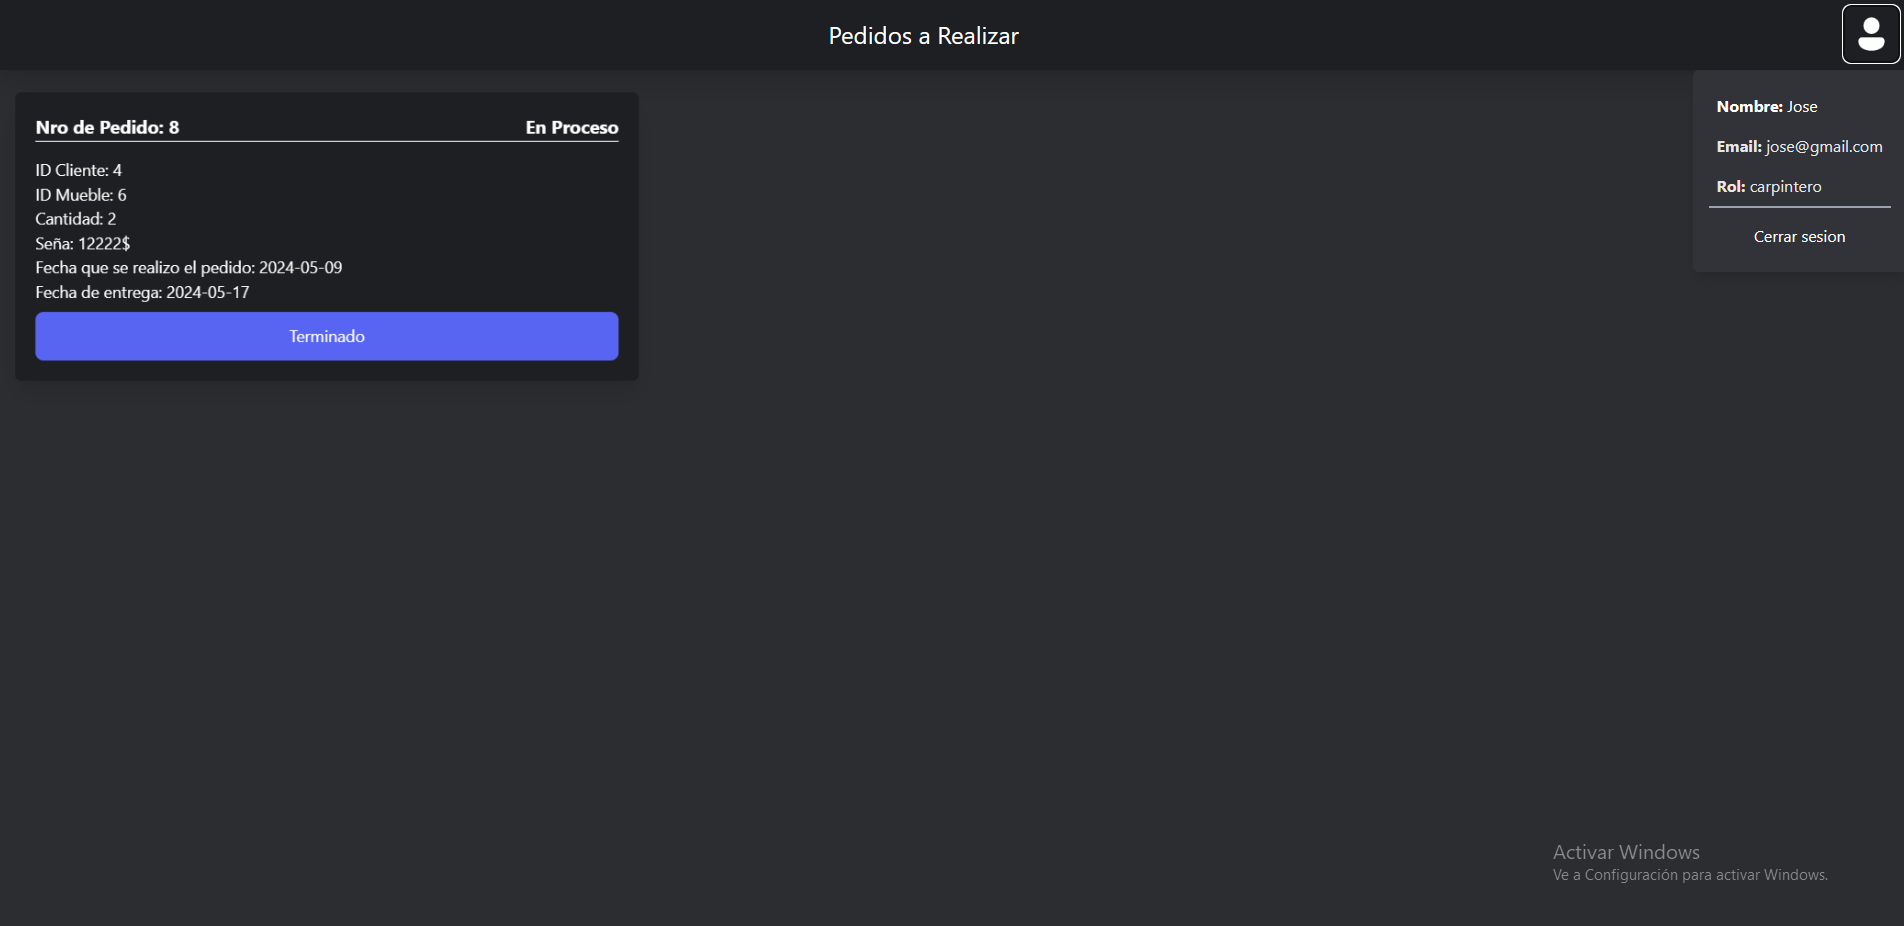 Pedidos a Realizar
Nro de Pedido: 8 En Proceso
ID Cliente: 4
ID Mueble: 6
Cantidad: 2
Seña: 12222$
Fecha que se realizo el pedido: 2024-05-09
Fecha de entrega: 2024-05-17
Terminado
Nombre: Jose
Email: jose@gmail.com
Rol: carpintero
Cerrar sesion
Activar Windows
Ve a Configuración para activar Windows.